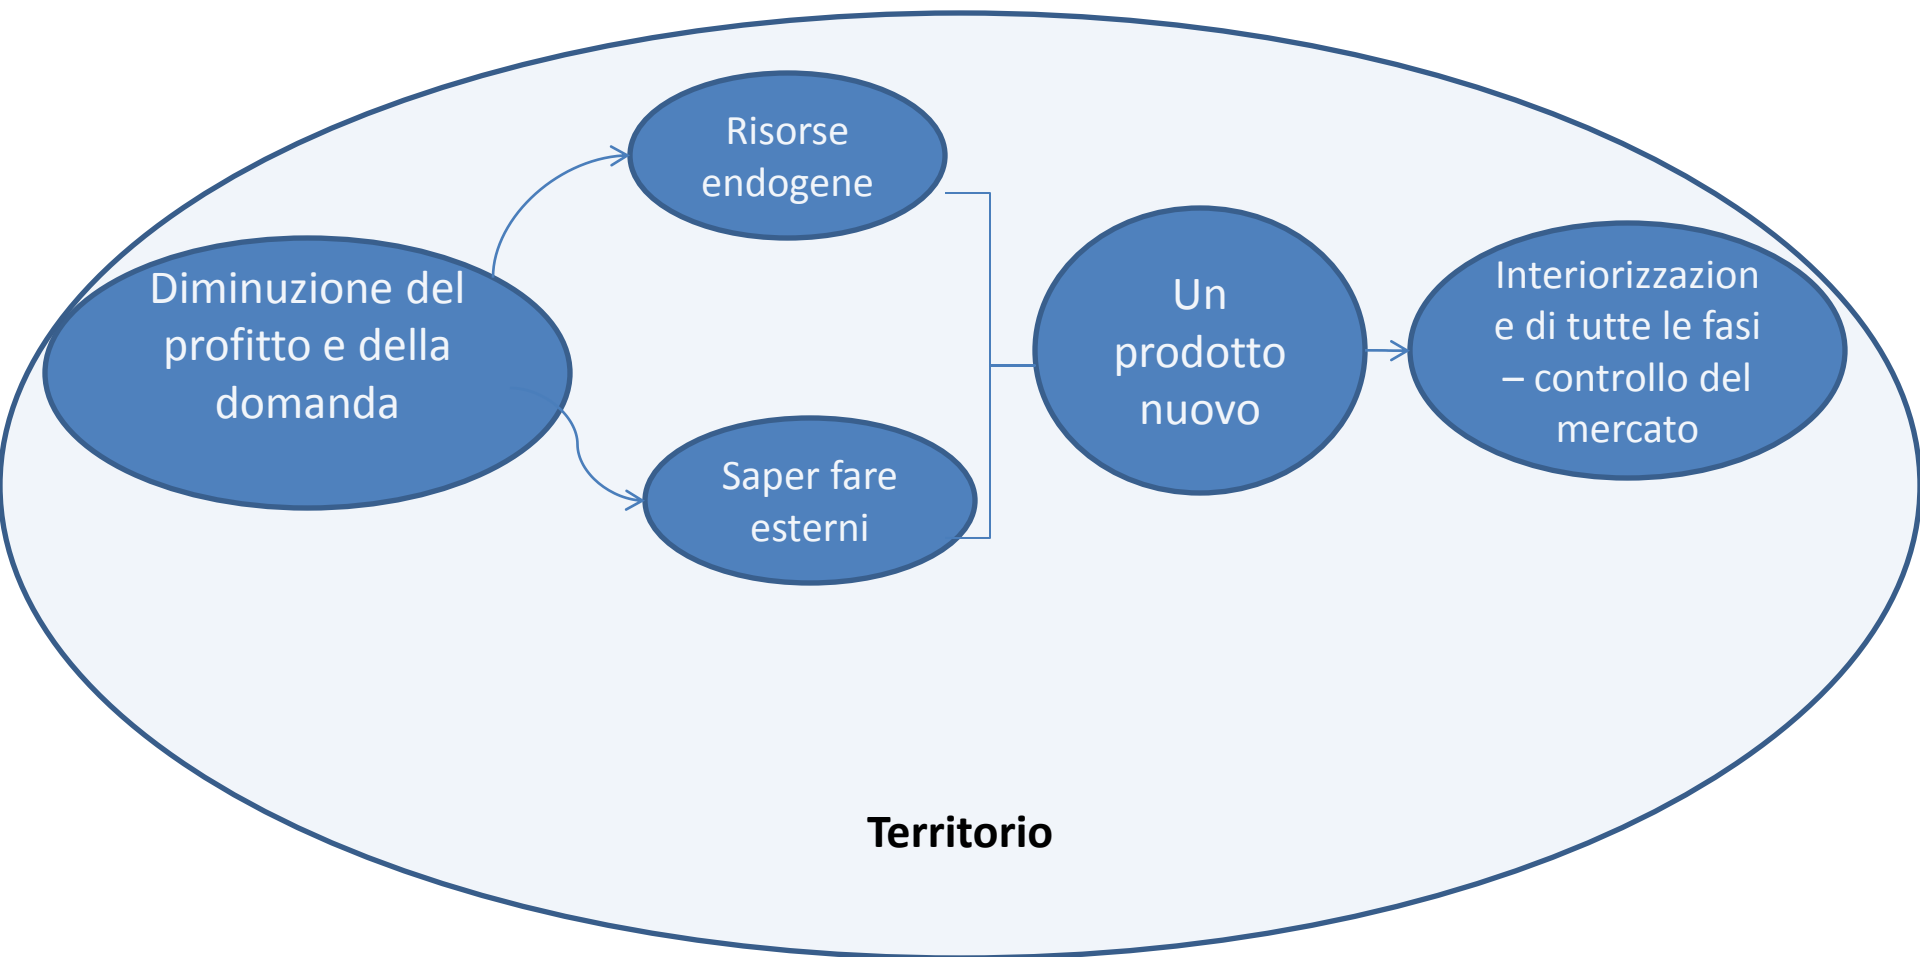 Risorse
endogene
Diminuzione del
profitto e della
domanda
Saper fare
esterni
Un
prodotto
nuovo
Interiorizzazion
e di tutte le fasi
– controllo del
mercato
Territorio